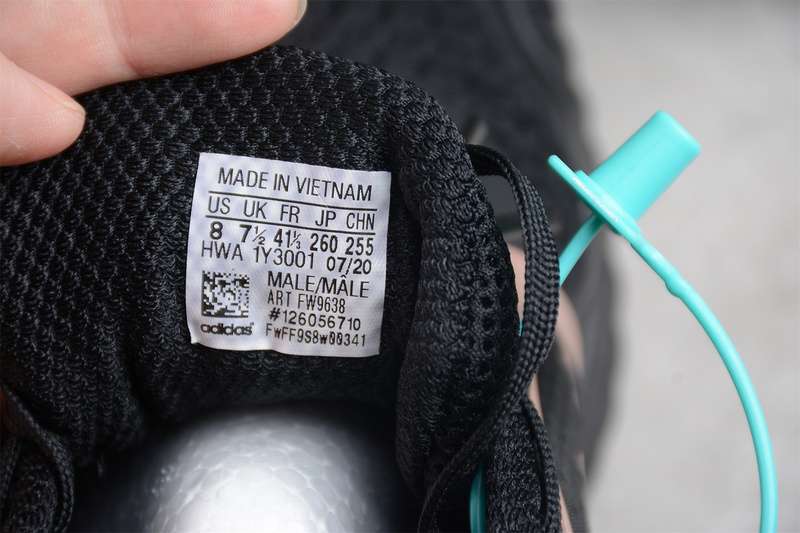 MADE IN VIETNAM
US UK FR JP CHN
8 7½ 41⅓ 260 255
HWA 1Y3001 07/20
MALE/MÂLE
ART FW9638
#126056710
adidas FwFF9S8w00341